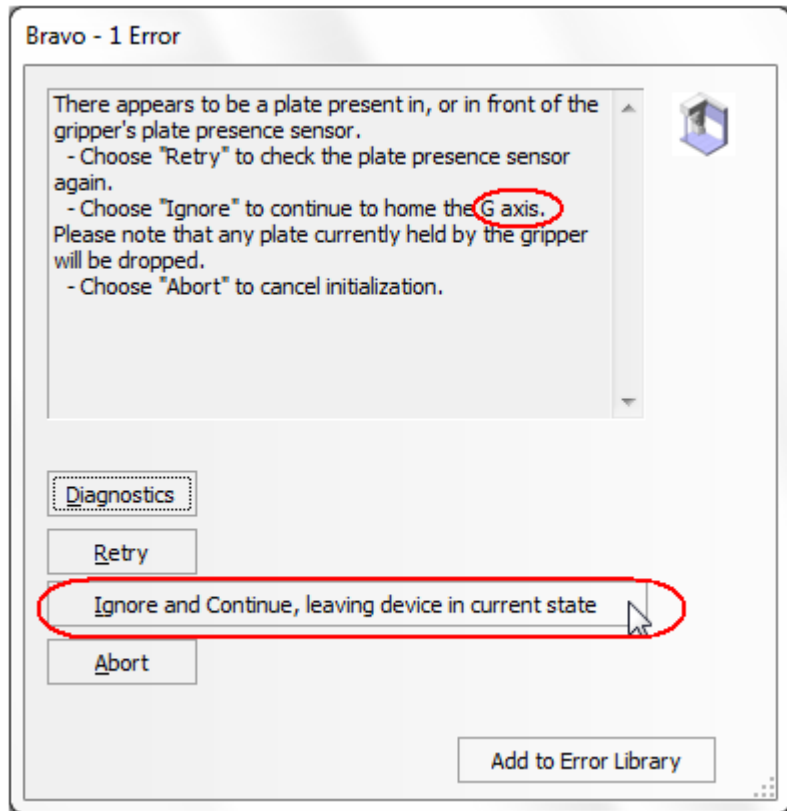 Bravo - 1 Error
There appears to be a plate present in, or in front of the
gripper's plate presence sensor.
- Choose "Retry" to check the plate presence sensor
again.
- Choose "Ignore" to continue to home the G axis.
Please note that any plate currently held by the gripper
will be dropped.
- Choose "Abort" to cancel initialization.
Diagnostics
Retry
Ignore and Continue, leaving device in current state
Abort
Add to Error Library